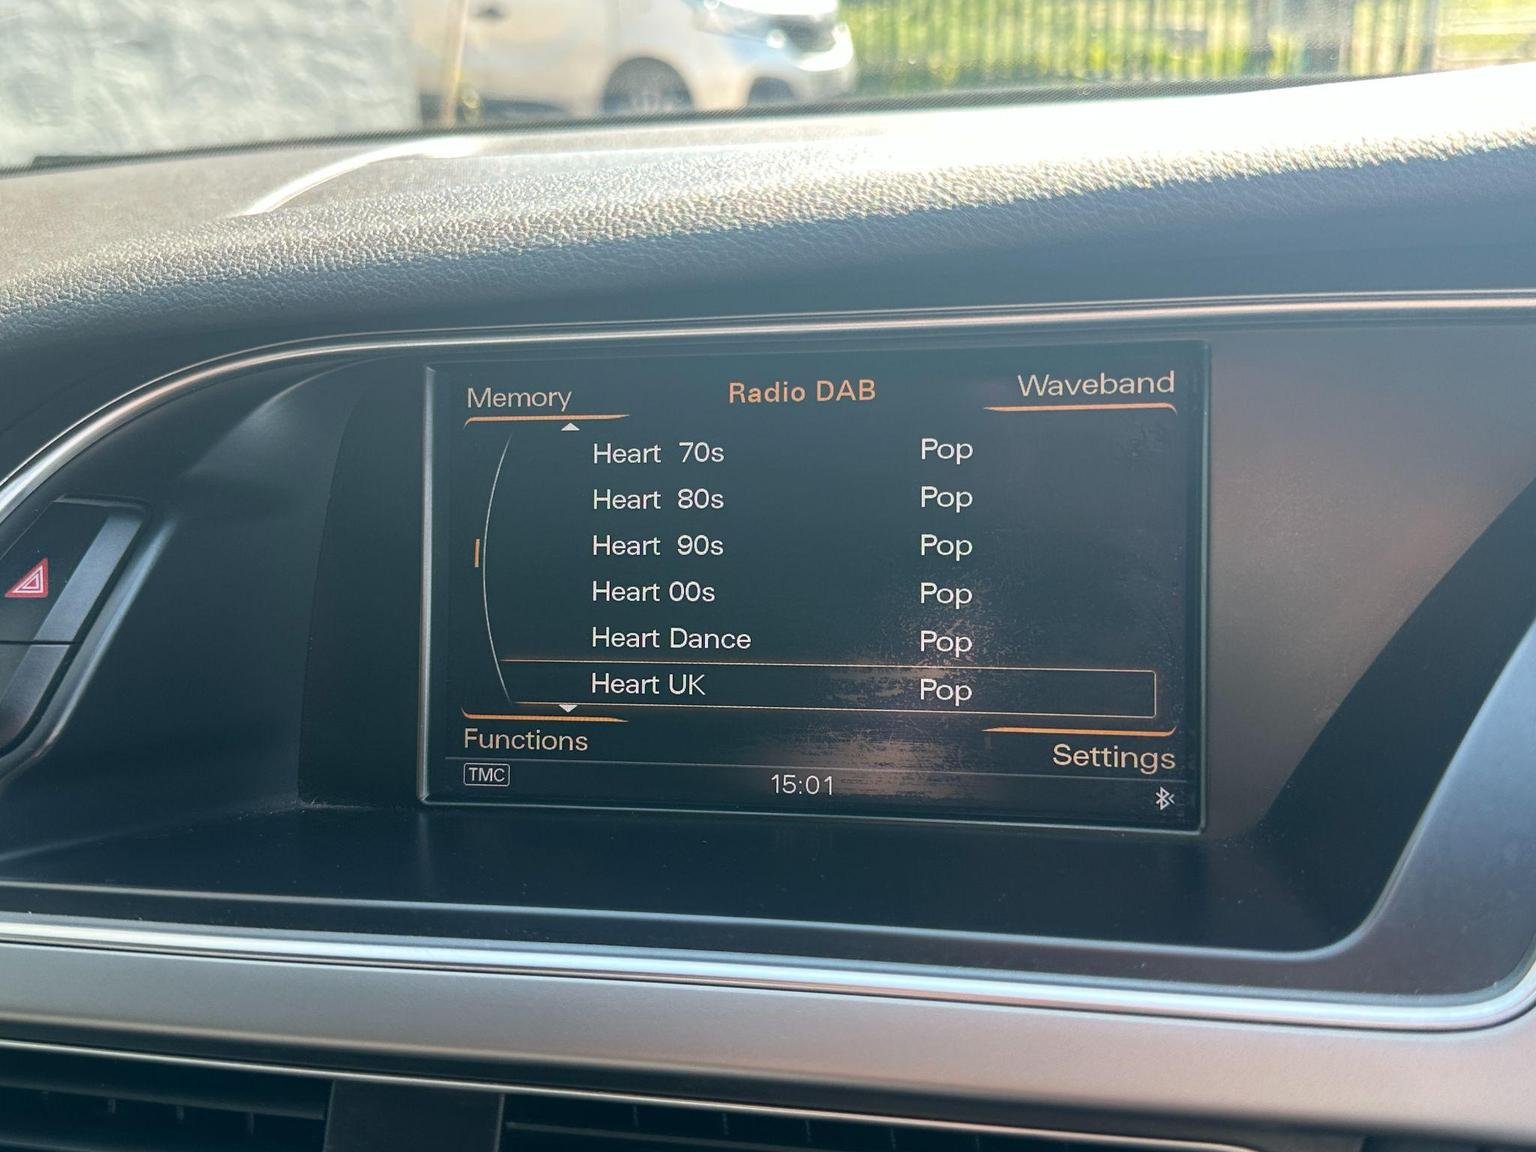 Memory Radio DAB Waveband
Heart 70s Pop
Heart 80s Pop
Heart 90s Pop
Heart 00s Pop
Heart Dance Pop
Heart UK Pop
Functions Settings
TMC 15:01